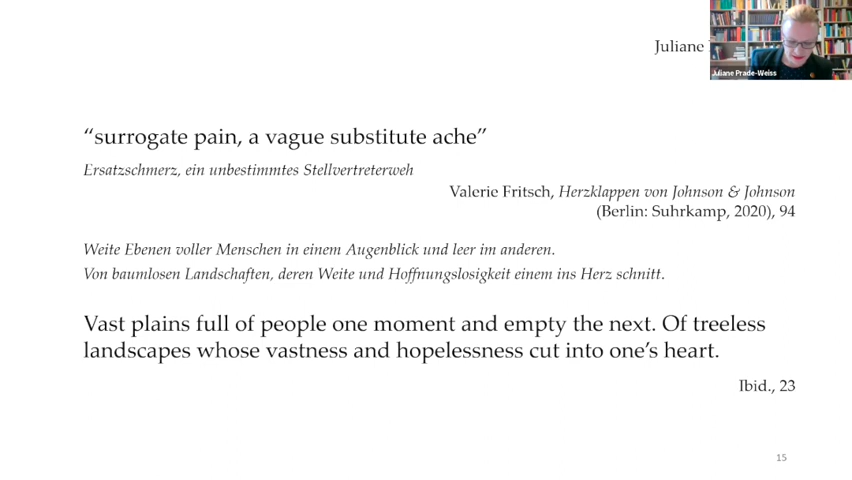 Juliane
Juliane Prade-Weiss
“surrogate pain, a vague substitute ache”
Ersatzschmerz, ein unbestimmtes Stellvertreterweh
Valerie Fritsch, Herzklappen von Johnson & Johnson
(Berlin: Suhrkamp, 2020), 94
Weite Ebenen voller Menschen in einem Augenblick und leer im anderen.
Von baumlosen Landschaften, deren Weite und Hoffnungslosigkeit einem ins Herz schnitt.
Vast plains full of people one moment and empty the next. Of treeless
landscapes whose vastness and hopelessness cut into one’s heart.
Ibid., 23
15